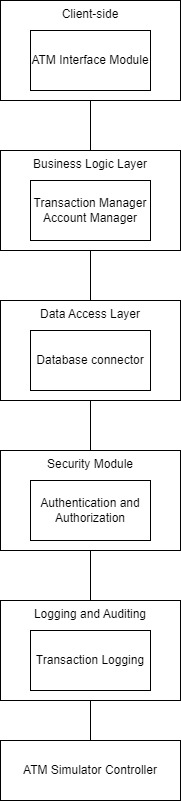 Client-side
ATM Interface Module
Business Logic Layer
Transaction Manager
Account Manager
Data Access Layer
Database connector
Security Module
Authentication and
Authorization
Logging and Auditing
Transaction Logging
ATM Simulator Controller